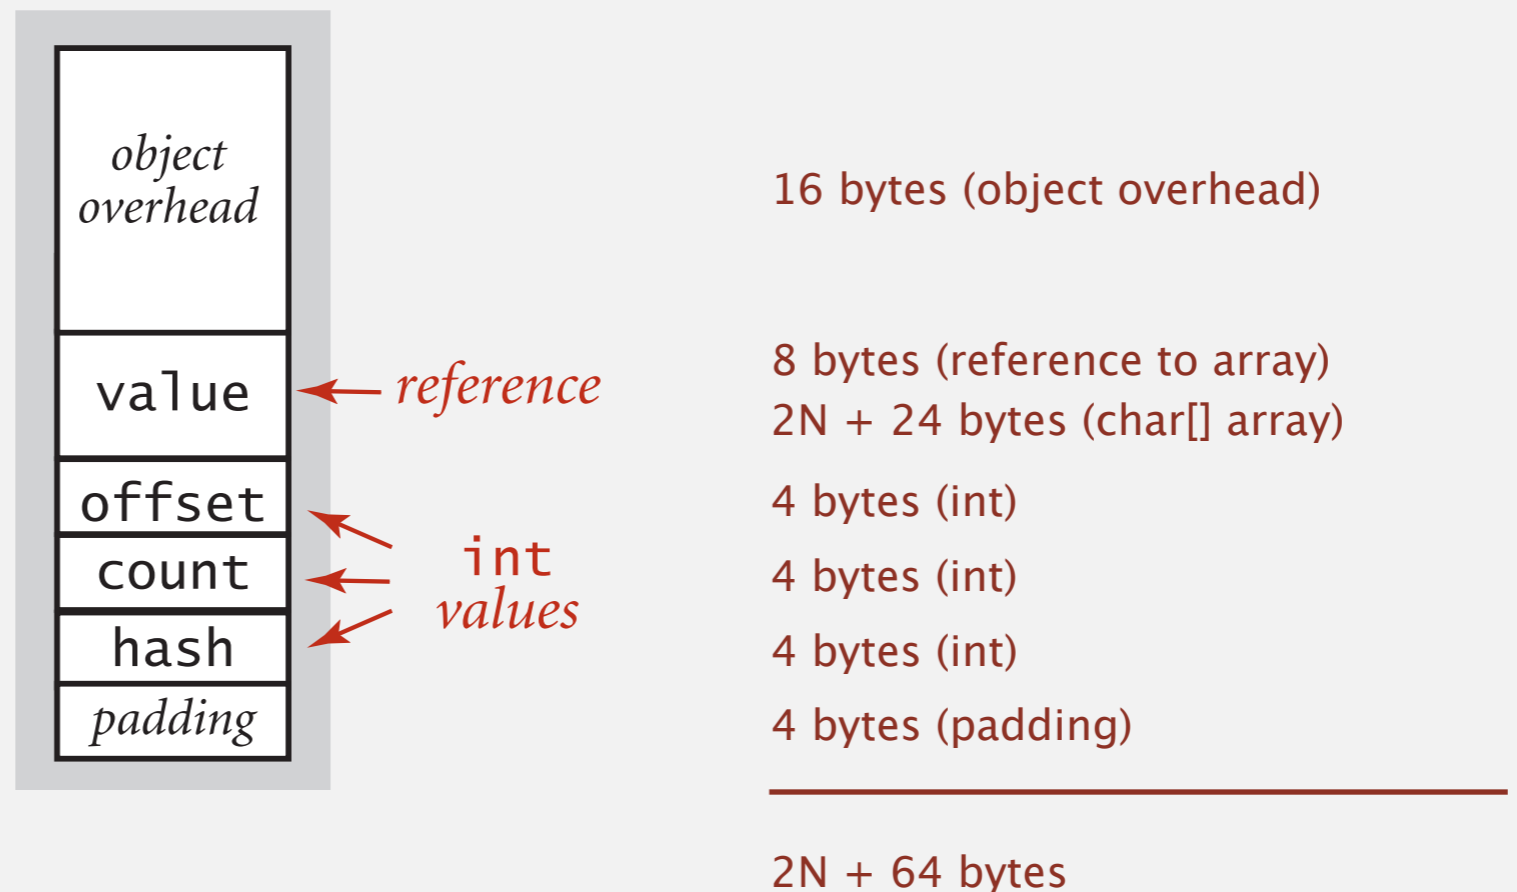 object
overhead
16 bytes (object overhead)
value
reference
8 bytes (reference to array)
2N + 24 bytes (char[] array)
offset
4 bytes (int)
count
int
values
4 bytes (int)
hash
4 bytes (int)
padding
4 bytes (padding)
2N + 64 bytes